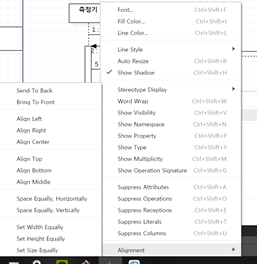 측정기
1 :
5
Font... Ctrl+Shift+F
Fill Color... Ctrl+Shift+I
Line Color... Ctrl+Shift+L
Line Style
Auto Resize Ctrl+Shift+R
Show Shadow Ctrl+Shift+H
Stereotype Display
Word Wrap Ctrl+Shift+W
Show Visibility Ctrl+Shift+V
Show Namespace Ctrl+Shift+N
Show Property Ctrl+Shift+P
Show Type Ctrl+Shift+Y
Show Multiplicity Ctrl+Shift+M
Show Operation Signature Ctrl+Shift+G
Suppress Attributes Ctrl+Shift+A
Suppress Operations Ctrl+Shift+O
Suppress Receptions Ctrl+Shift+E
Suppress Literals Ctrl+Shift+T
Suppress Columns Ctrl+Shift+U
Alignment
Send To Back
Bring To Front
Align Left
Align Right
Align Center
Align Top
Align Bottom
Align Middle
Space Equally, Horizontally
Space Equally, Vertically
Set Width Equally
Set Height Equally
Set Size Equally